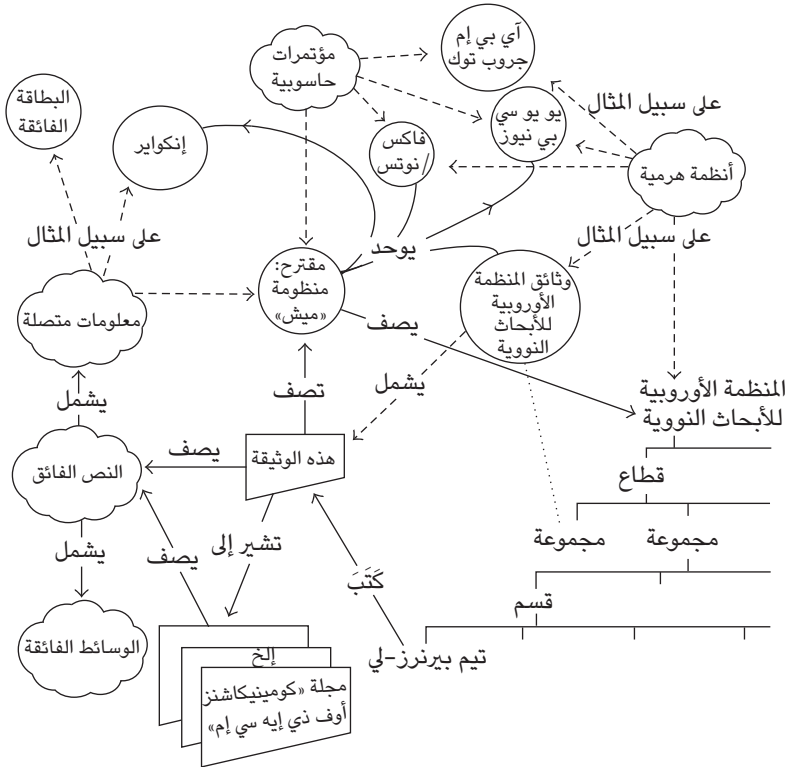 آي بي إم
جروب توك
مؤتمرات
حاسوبية
البطاقة
الفائقة
إنكواير
فاكس
/نوتس
يو يو سي
بي نيوز
على سبيل المثال
أنظمة هرمية
على سبيل المثال
على سبيل المثال
يوحد
مقترح:
منظومة
«ميش»
وثائق المنظمة
الأوروبية
للأبحاث
النووية
معلومات متصلة
يصف
يشمل
تصف
يشمل
المنظمة الأوروبية
للأبحاث النووية
هذه الوثيقة
يصف
النص الفائق
قطاع
مجموعة
مجموعة
تشير إلى
يصف
يشمل
كَتَبَ
قسم
الوسائط الفائقة
تيم بيرنرز-لي
إلخ
مجلة «كومينيكاشنز
أوف ذي إيه سي إم»